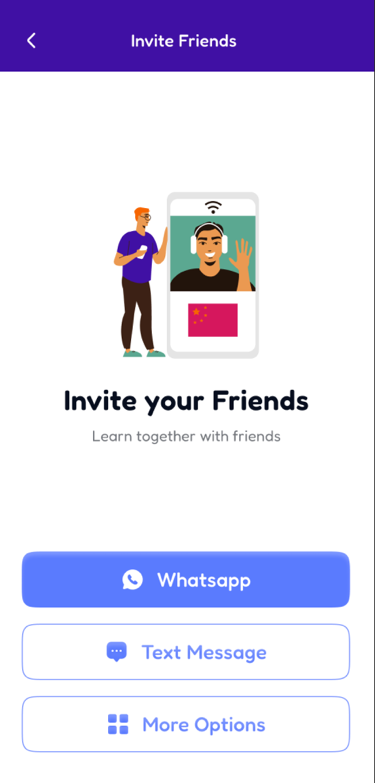 Invite Friends
Invite your Friends
Learn together with friends
Whatsapp
Text Message
More Options